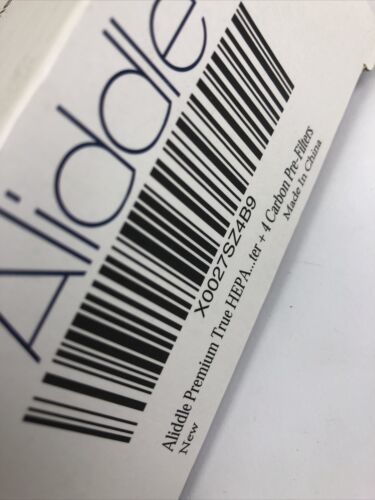 Aliddle
X0027SZ4B9
Aliddle Premium True HEPA...ter + 4 Carbon Pre-Filters
New
Made In China